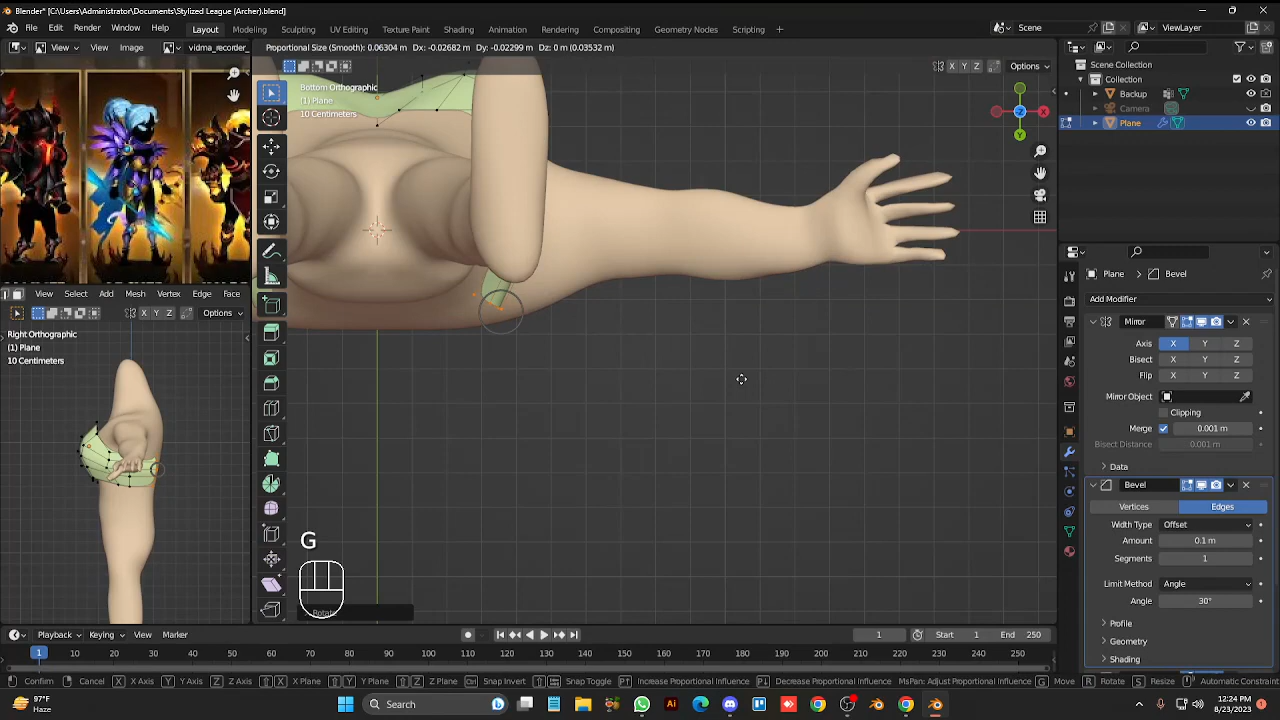 Blender* [C:\Users\Administrator\Documents\Stylized League (Archer).blend]
File Edit Render Window Help
Layout Modeling Sculpting UV Editing Texture Paint Shading Animation Rendering Compositing Geometry Nodes Scripting +
Scene
ViewLayer
View View Image vidma_recorder_
Proportional Size (Smooth): 0.06304 m Dx: -0.02682 m Dy: -0.02299 m Dz: 0 m (0.03532 m)
X Y Z Options
Bottom Orthographic
(1) Plane
10 Centimeters
Scene Collection
Collection
Backup
Camera
Plane
View Select Add Mesh Vertex Edge
X Y Z Options
Right Orthographic
(1) Plane
10 Centimeters
G
Rotate
Z
X
Y
Plane > Bevel
Add Modifier
Mirror
Axis X Y Z
Bisect X Y Z
Flip X Y Z
Mirror Object
Clipping
Merge 0.001 m
Bisect Distance 0.001 m
Data
Bevel
Vertices Edges
Width Type Offset
Amount 0.1 m
Segments 1
Limit Method Angle
Angle 30°
Profile
Geometry
Shading
Playback Keying View Marker
1 Start 1 End 250
1 10 20 30 40 50 60 70 80 90 100 110 120 130 140 150 160 170 180 190 200 210 220 230 240 250
Confirm Cancel X X Axis Y Y Axis Z Z Axis X X Plane Y Y Plane Z Z Plane Ctrl Snap Invert Snap Toggle Increase Proportional Influence Decrease Proportional Influence MsPan: Adjust Proportional Influence G Move R Rotate S Resize Automatic Constraint
97°F
Haze
Search
12:24 PM
8/23/2023